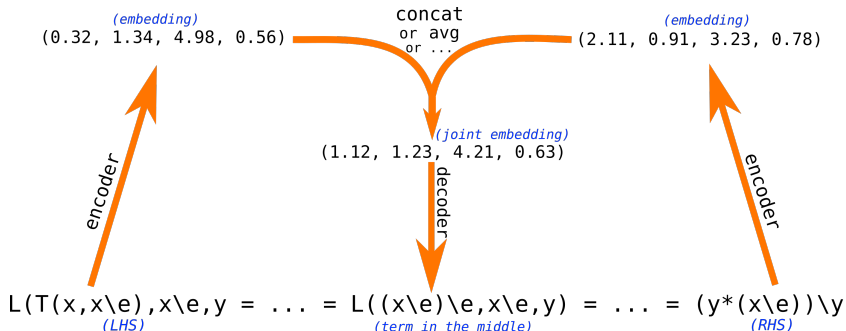 (embedding)
(0.32, 1.34, 4.98, 0.56)
concat
or avg
or ...
(embedding)
(2.11, 0.91, 3.23, 0.78)
(joint embedding)
(1.12, 1.23, 4.21, 0.63)
encoder
decoder
encoder
L(T(x,x\e),x\e,y = ... = L((x\e)\e,x\e,y) = ... = (y*(x\e))\y
(LHS)
(term in the middle)
(RHS)